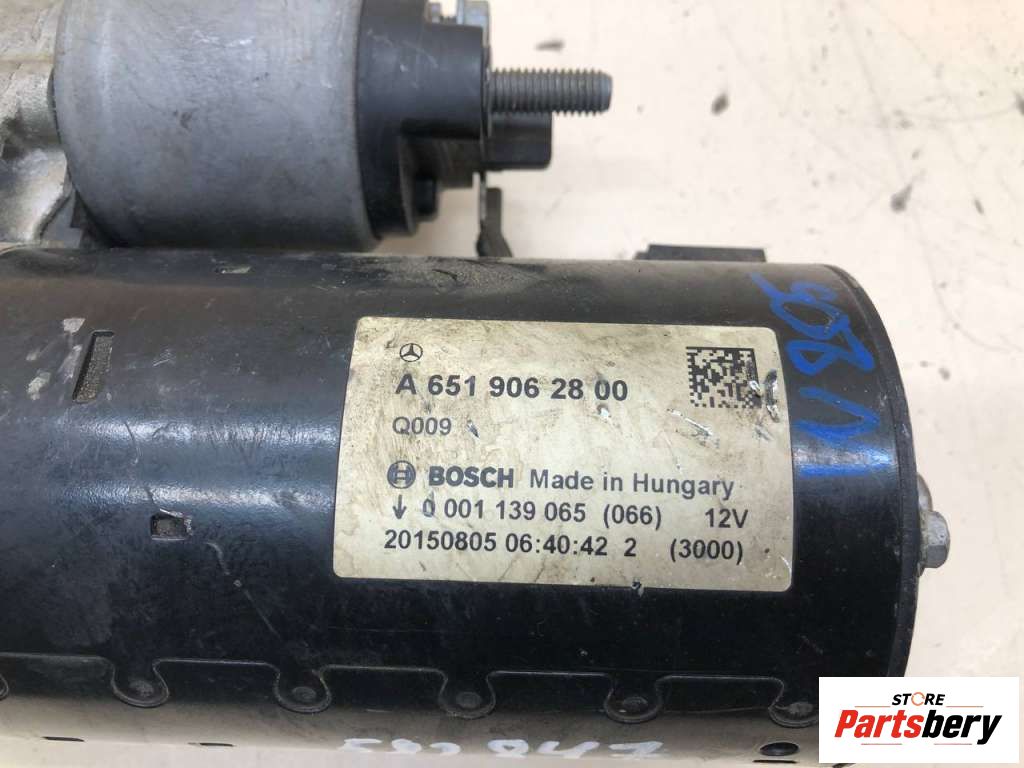 A 651 906 28 00
Q009
BOSCH Made in Hungary
0 001 139 065 (066) 12V
20150805 06:40:42 2 (3000)
STORE
Partsbery